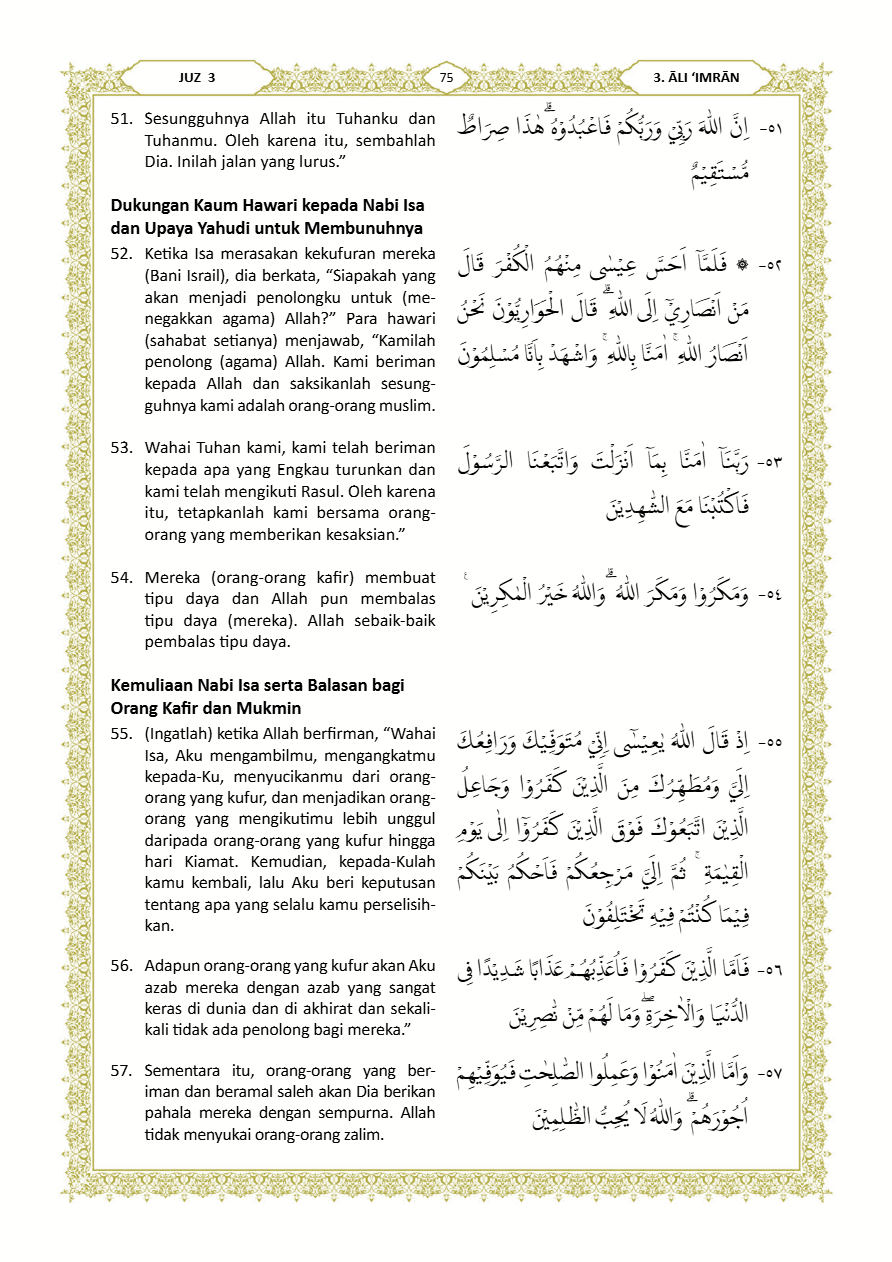 JUZ 3
75
3. ĀLI ‘IMRĀN
51. Sesungguhnya Allah itu Tuhanku dan
Tuhanmu. Oleh karena itu, sembahlah
Dia. Inilah jalan yang lurus.”
٥١- اِنَّ اللّٰهَ رَبِّيْ وَرَبُّكُمْ فَاعْبُدُوْهُ ۗهٰذَا صِرَاطٌ
مُّسْتَقِيْمٌ
Dukungan Kaum Hawari kepada Nabi Isa
dan Upaya Yahudi untuk Membunuhnya
52. Ketika Isa merasakan kekufuran mereka
(Bani Israil), dia berkata, “Siapakah yang
akan menjadi penolongku untuk (me-
negakkan agama) Allah?” Para hawari
(sahabat setianya) menjawab, “Kamilah
penolong (agama) Allah. Kami beriman
kepada Allah dan saksikanlah sesung-
guhnya kami adalah orang-orang muslim.
٥٢- ۞ فَلَمَّآ اَحَسَّ عِيْسٰى مِنْهُمُ الْكُفْرَ قَالَ
مَنْ اَنْصَارِيْٓ اِلَى اللّٰهِ ۗ قَالَ الْحَوَارِيُّوْنَ نَحْنُ
اَنْصَارُ اللّٰهِ ۚ اٰمَنَّا بِاللّٰهِ ۚ وَاشْهَدْ بِاَنَّا مُسْلِمُوْنَ
53. Wahai Tuhan kami, kami telah beriman
kepada apa yang Engkau turunkan dan
kami telah mengikuti Rasul. Oleh karena
itu, tetapkanlah kami bersama orang-
orang yang memberikan kesaksian.”
٥٣- رَبَّنَآ اٰمَنَّا بِمَآ اَنْزَلْتَ وَاتَّبَعْنَا الرَّسُوْلَ
فَاكْتُبْنَا مَعَ الشّٰهِدِيْنَ
54. Mereka (orang-orang kafir) membuat
tipu daya dan Allah pun membalas
tipu daya (mereka). Allah sebaik-baik
pembalas tipu daya.
٥٤- وَمَكَرُوْا وَمَكَرَ اللّٰهُ ۗوَاللّٰهُ خَيْرُ الْمٰكِرِيْنَ ࣖ
Kemuliaan Nabi Isa serta Balasan bagi
Orang Kafir dan Mukmin
55. (Ingatlah) ketika Allah berfirman, “Wahai
Isa, Aku mengambilmu, mengangkatmu
kepada-Ku, menyucikanmu dari orang-
orang yang kufur, dan menjadikan orang-
orang yang mengikutimu lebih unggul
daripada orang-orang yang kufur hingga
hari Kiamat. Kemudian, kepada-Kulah
kamu kembali, lalu Aku beri keputusan
tentang apa yang selalu kamu perselisih-
kan.
٥٥- اِذْ قَالَ اللّٰهُ يٰعِيْسٰٓى اِنِّيْ مُتَوَفِّيْكَ وَرَافِعُكَ
اِلَيَّ وَمُطَهِّرُكَ مِنَ الَّذِيْنَ كَفَرُوْا وَجَاعِلُ
الَّذِيْنَ اتَّبَعُوْكَ فَوْقَ الَّذِيْنَ كَفَرُوْٓا اِلٰى يَوْمِ
الْقِيٰمَةِ ۚ ثُمَّ اِلَيَّ مَرْجِعُكُمْ فَاَحْكُمُ بَيْنَكُمْ
فِيْمَا كُنْتُمْ فِيْهِ تَخْتَلِفُوْنَ
56. Adapun orang-orang yang kufur akan Aku
azab mereka dengan azab yang sangat
keras di dunia dan di akhirat dan sekali-
kali tidak ada penolong bagi mereka.”
٥٦- فَاَمَّا الَّذِيْنَ كَفَرُوْا فَاُعَذِّبُهُمْ عَذَابًا شَدِيْدًا فِى
الدُّنْيَا وَالْاٰخِرَةِۖ وَمَا لَهُمْ مِّنْ نّٰصِرِيْنَ
57. Sementara itu, orang-orang yang ber-
iman dan beramal saleh akan Dia berikan
pahala mereka dengan sempurna. Allah
tidak menyukai orang-orang zalim.
٥٧- وَاَمَّا الَّذِيْنَ اٰمَنُوْا وَعَمِلُوا الصّٰلِحٰتِ فَيُوَفِّيْهِمْ
اُجُوْرَهُمْ ۗ وَاللّٰهُ لَا يُحِبُّ الظّٰلِمِيْنَ